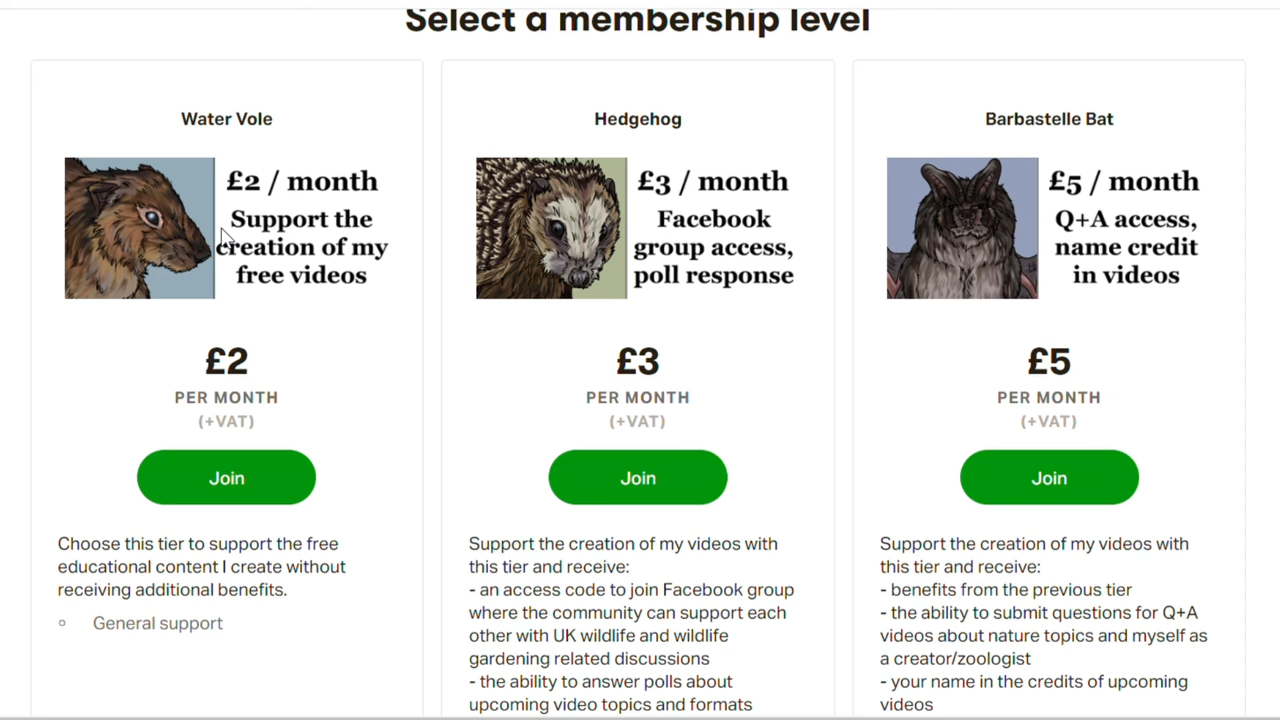 Select a membership level
Water Vole
£2 / month
Support the
creation of my
free videos
£2
PER MONTH
(+VAT)
Join
Choose this tier to support the free
educational content I create without
receiving additional benefits.
General support
Hedgehog
£3 / month
Facebook
group access,
poll response
£3
PER MONTH
(+VAT)
Join
Support the creation of my videos with
this tier and receive:
- an access code to join Facebook group
where the community can support each
other with UK wildlife and wildlife
gardening related discussions
- the ability to answer polls about
upcoming video topics and formats
Barbastelle Bat
£5 / month
Q+A access,
name credit
in videos
£5
PER MONTH
(+VAT)
Join
Support the creation of my videos with
this tier and receive:
- benefits from the previous tier
- the ability to submit questions for Q+A
videos about nature topics and myself as
a creator/zoologist
- your name in the credits of upcoming
videos